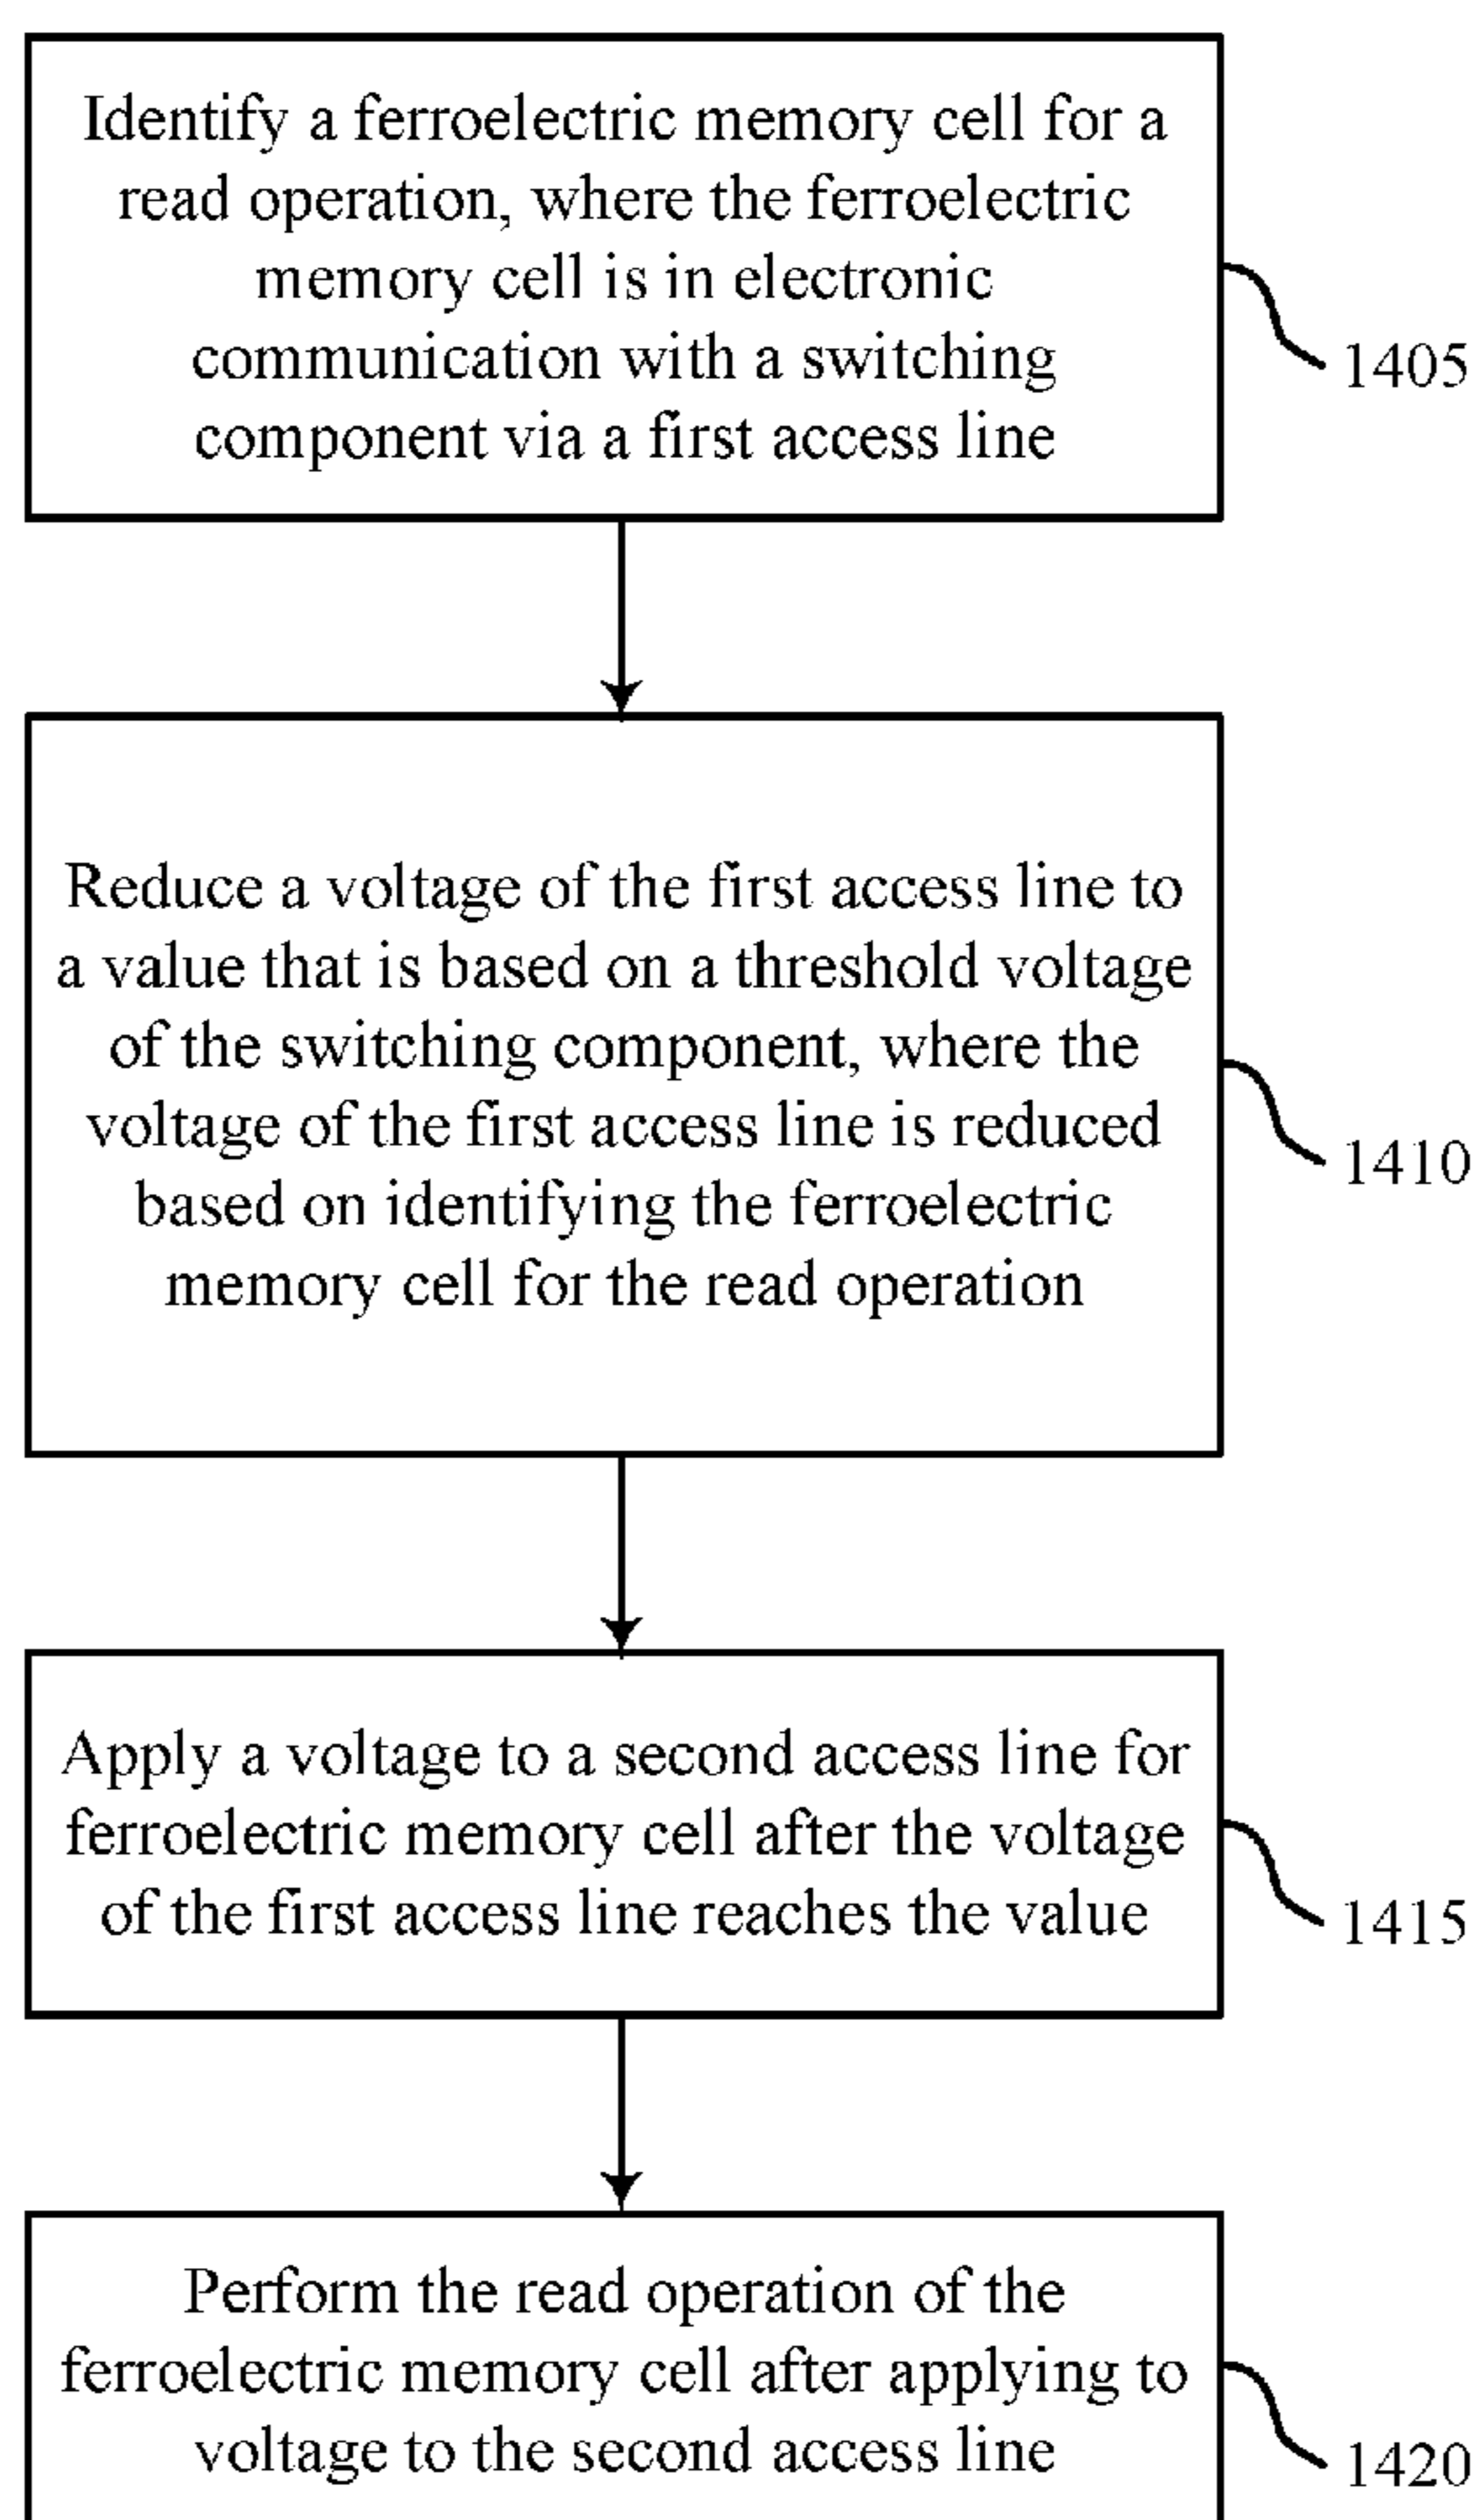 Identify a ferroelectric memory cell for a
read operation, where the ferroelectric
memory cell is in electronic
communication with a switching
component via a first access line
1405
Reduce a voltage of the first access line to
a value that is based on a threshold voltage
of the switching component, where the
voltage of the first access line is reduced
based on identifying the ferroelectric
memory cell for the read operation
1410
Apply a voltage to a second access line for
ferroelectric memory cell after the voltage
of the first access line reaches the value
1415
Perform the read operation of the
ferroelectric memory cell after applying to
voltage to the second access line
1420